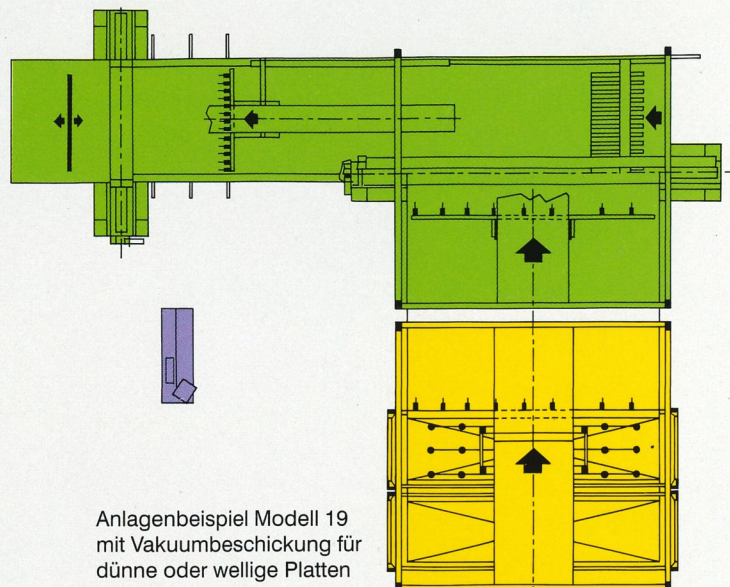 Anlagenbeispiel Modell 19
mit Vakuumbeschickung für
dünne oder wellige Platten